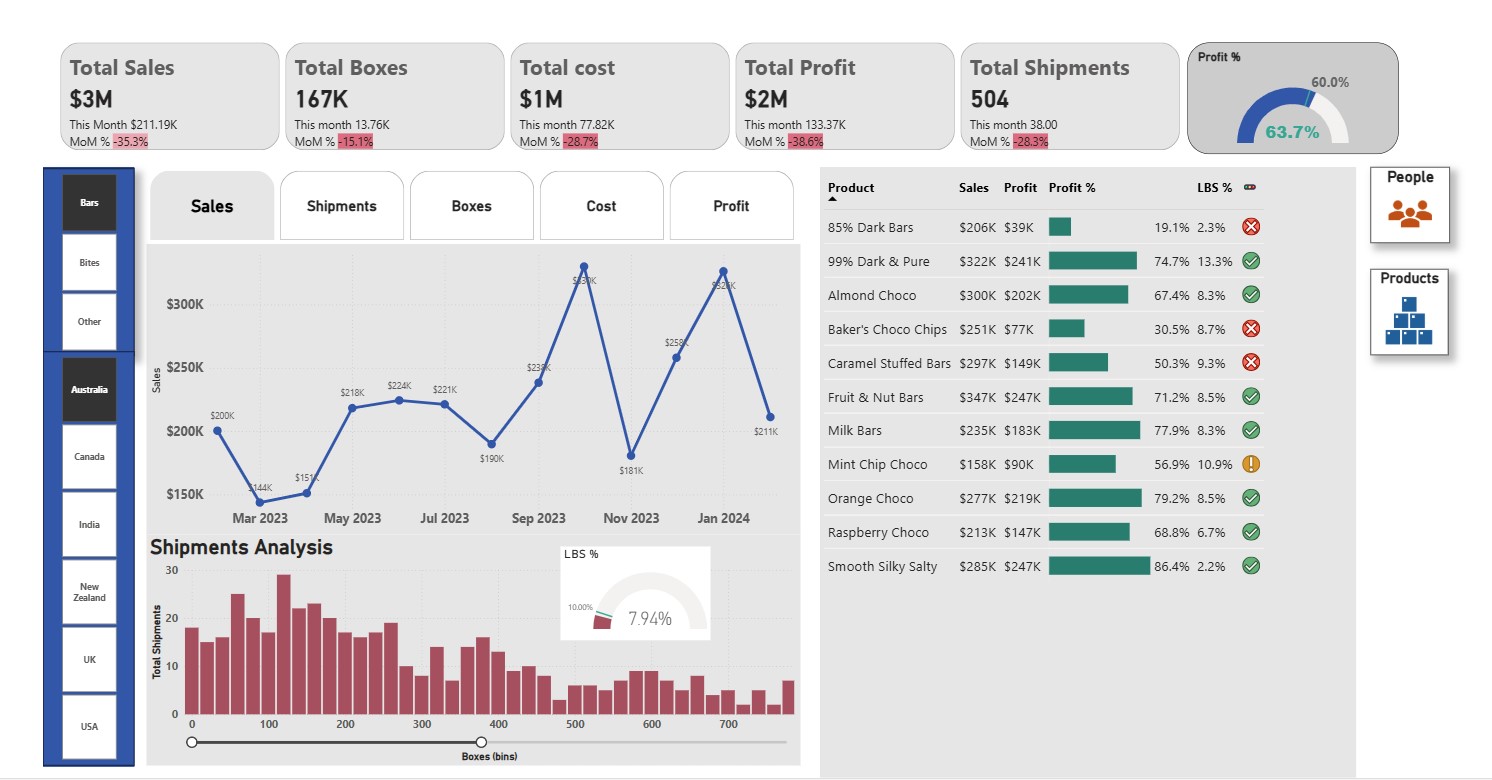 Total Sales
$3M
This Month $211.19K
MoM % -35.3%
Total Boxes
167K
This month 13.76K
MoM % -15.1%
Total cost
$1M
This month 77.82K
MoM % -28.7%
Total Profit
$2M
This month 133.37K
MoM % -38.6%
Total Shipments
504
This month 38.00
MoM % -28.3%
Profit %
60.0%
63.7%
Bars
Bites
Other
Australia
Canada
India
New
Zealand
UK
USA
Sales
Shipments
Boxes
Cost
Profit
Sales
$300K
$250K
$200K
$150K
$200K
$144K
$151K
$218K
$224K
$221K
$190K
$238K
$330K
$181K
$258K
$326K
$211K
Mar 2023 May 2023 Jul 2023 Sep 2023 Nov 2023 Jan 2024
Shipments Analysis
LBS %
10.00%
7.94%
Total Shipments
30
20
10
0
0 100 200 300 400 500 600 700
Boxes (bins)
Product Sales Profit Profit % LBS %
85% Dark Bars $206K $39K 19.1% 2.3%
99% Dark & Pure $322K $241K 74.7% 13.3%
Almond Choco $300K $202K 67.4% 8.3%
Baker's Choco Chips $251K $77K 30.5% 8.7%
Caramel Stuffed Bars $297K $149K 50.3% 9.3%
Fruit & Nut Bars $347K $247K 71.2% 8.5%
Milk Bars $235K $183K 77.9% 8.3%
Mint Chip Choco $158K $90K 56.9% 10.9%
Orange Choco $277K $219K 79.2% 8.5%
Raspberry Choco $213K $147K 68.8% 6.7%
Smooth Silky Salty $285K $247K 86.4% 2.2%
People
Products